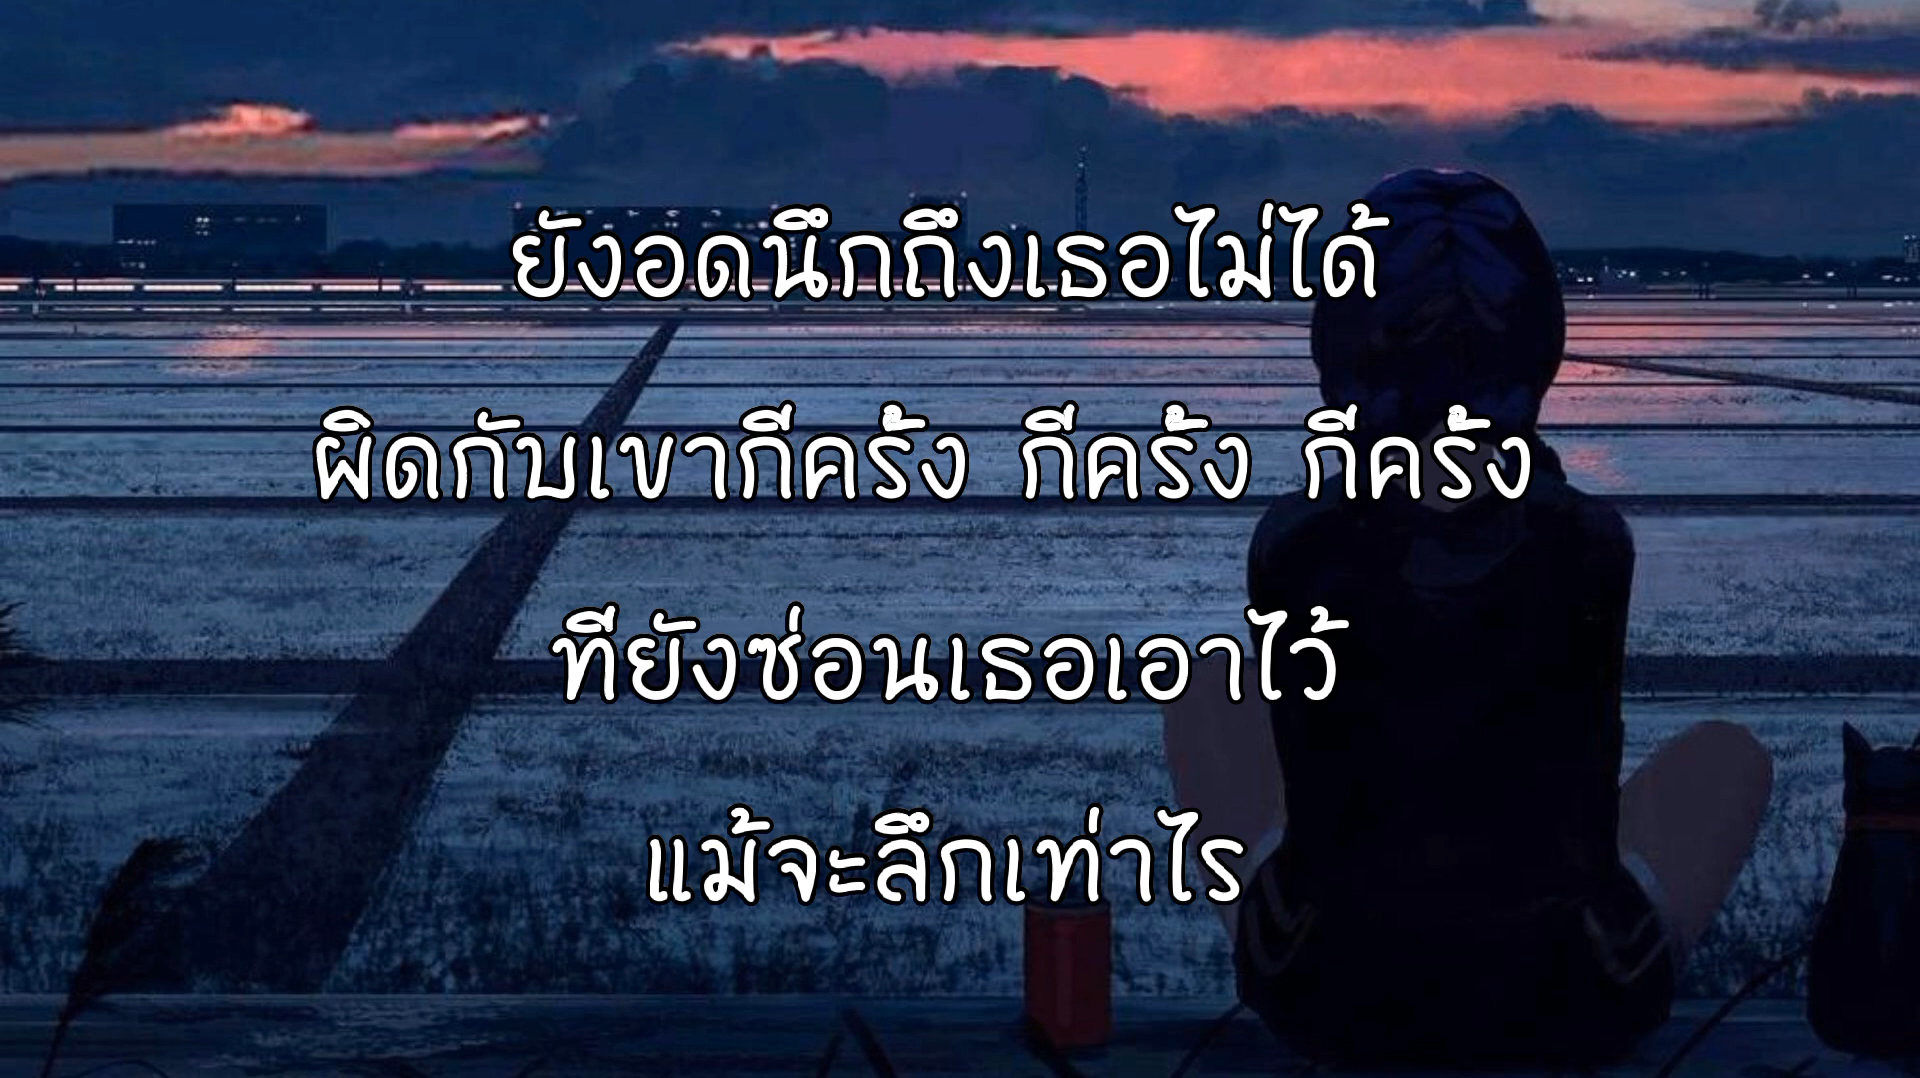 ยังอดนึกถึงเธอไม่ได้
ผิดกับเขากี่ครั้ง กี่ครั้ง กี่ครั้ง
ที่ยังซ่อนเธอเอาไว้
แม้จะลึกเท่าไร